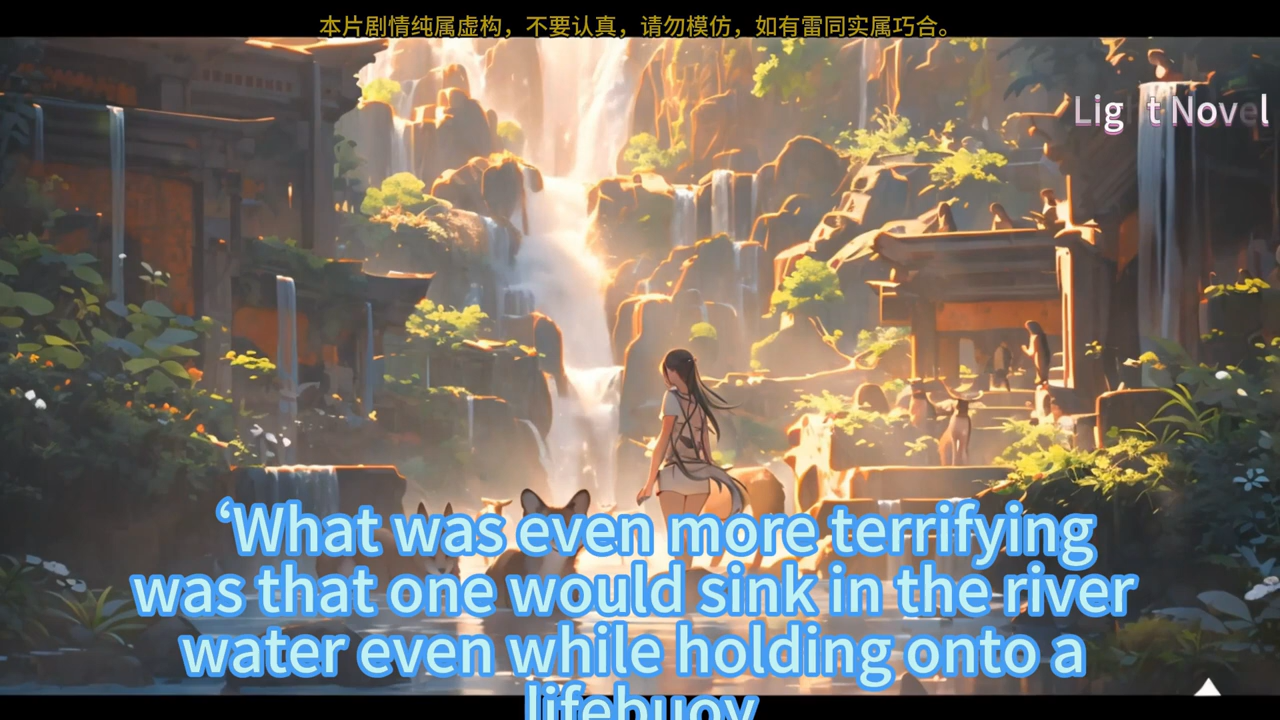 本片剧情纯属虚构，不要认真，请勿模仿，如有雷同实属巧合。
Lig t Novel
‘What was even more terrifying
was that one would sink in the river
water even while holding onto a
lifebuoy